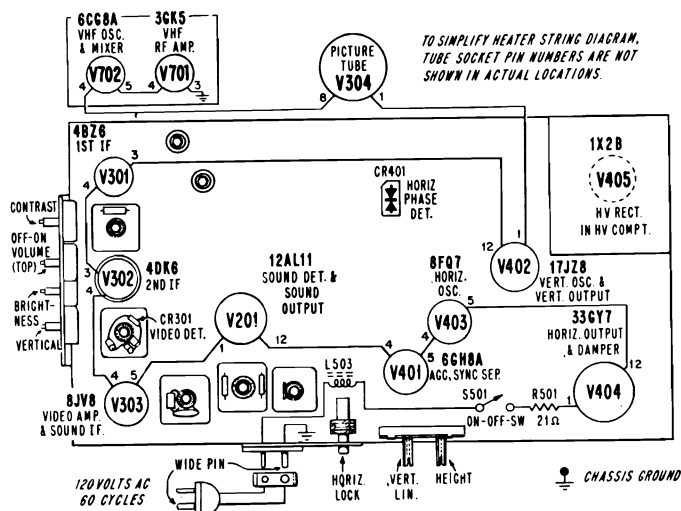 6CG8A
VHF OSC.
& MIXER
3GK5
VHF
RF AMP.
V702
V701
4
5
4
3
PICTURE
TUBE
V304
8
1
TO SIMPLIFY HEATER STRING DIAGRAM,
TUBE SOCKET PIN NUMBERS ARE NOT
SHOWN IN ACTUAL LOCATIONS.
4BZ6
1ST IF
V301
3
4
CR401
HORIZ
PHASE
DET.
1X2B
V405
HV RECT.
IN HV COMPT.
CONTRAST
OFF-ON
VOLUME
(TOP)
BRIGHT-
NESS
VERTICAL
V302
3
4
4DK6
2ND IF
12AL11
SOUND DET. &
SOUND
OUTPUT
V201
1
12
8FQ7
HORIZ.
OSC.
V403
5
4
12
1
V402
17JZ8
VERT. OSC &
VERT. OUTPUT
CR301
VIDEO DET.
4
5
V401
6GH8A
AGC, SYNC SEP.
33GY7
HORIZ. OUTPUT
& DAMPER
12
V404
1
4
5
8JV8
VIDEO AMP.
& SOUND IF.
V303
L503
S501
ON-OFF-SW
R501
21Ω
120 VOLTS AC
60 CYCLES
WIDE PIN
HORIZ.
LOCK
VERT.
LIN.
HEIGHT
CHASSIS GROUND